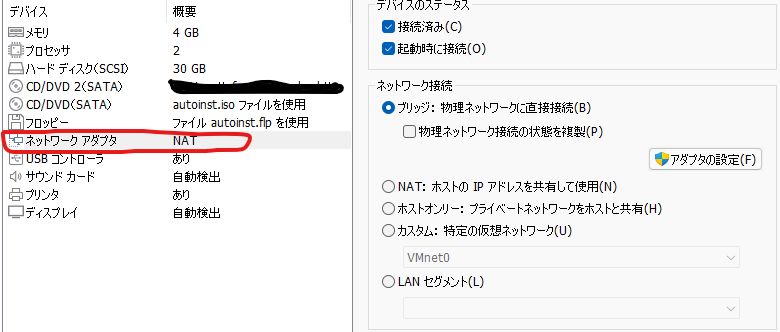 デバイス 概要
メモリ 4 GB
プロセッサ 2
ハード ディスク(SCSI) 30 GB
CD/DVD 2(SATA)
CD/DVD(SATA) autoinst.iso ファイルを使用
フロッピー ファイル autoinst.flp を使用
ネットワーク アダプタ NAT
USB コントローラ あり
サウンド カード 自動検出
プリンタ あり
ディスプレイ 自動検出
デバイスのステータス
接続済み(C)
起動時に接続(O)
ネットワーク接続
ブリッジ: 物理ネットワークに直接接続(B)
物理ネットワーク接続の状態を複製(P)
アダプタの設定(F)
NAT: ホストの IP アドレスを共有して使用(N)
ホストオンリー: プライベートネットワークをホストと共有(H)
カスタム: 特定の仮想ネットワーク(U)
VMnet0
LAN セグメント(L)